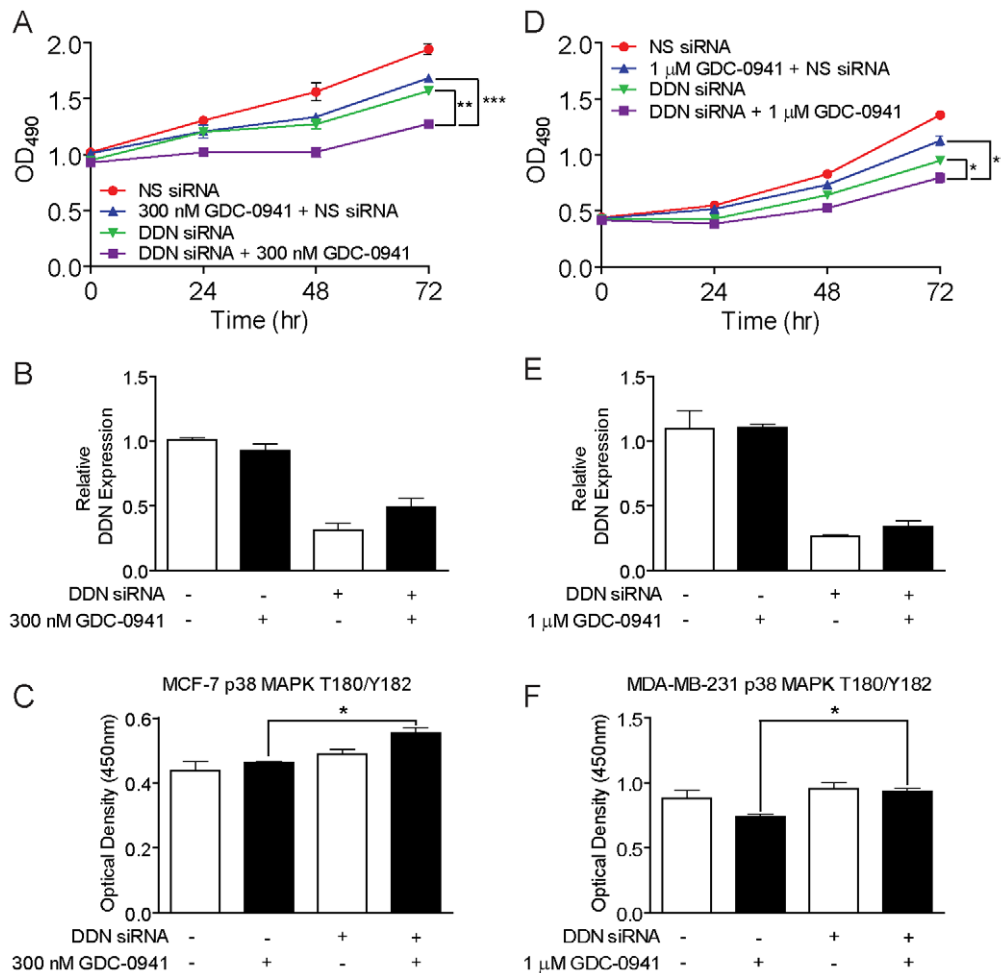 A
2.0
1.5
1.0
0.5
0.0
OD490
NS siRNA
300 nM GDC-0941 + NS siRNA
DDN siRNA
DDN siRNA + 300 nM GDC-0941
** ***
0 24 48 72
Time (hr)
D
2.0
1.5
1.0
0.5
0.0
OD490
NS siRNA
1 μM GDC-0941 + NS siRNA
DDN siRNA
DDN siRNA + 1 μM GDC-0941
* *
0 24 48 72
Time (hr)
B
1.5
1.0
0.5
0.0
Relative
DDN Expression
DDN siRNA - - + +
300 nM GDC-0941 - + - +
E
1.5
1.0
0.5
0.0
Relative
DDN Expression
DDN siRNA - - + +
1 μM GDC-0941 - + - +
C
MCF-7 p38 MAPK T180/Y182
0.6
0.4
0.2
0.0
Optical Density (450nm)
*
DDN siRNA - - + +
300 nM GDC-0941 - + - +
F
MDA-MB-231 p38 MAPK T180/Y182
1.5
1.0
0.5
0.0
Optical Density (450nm)
*
DDN siRNA - - + +
1 μM GDC-0941 - + - +